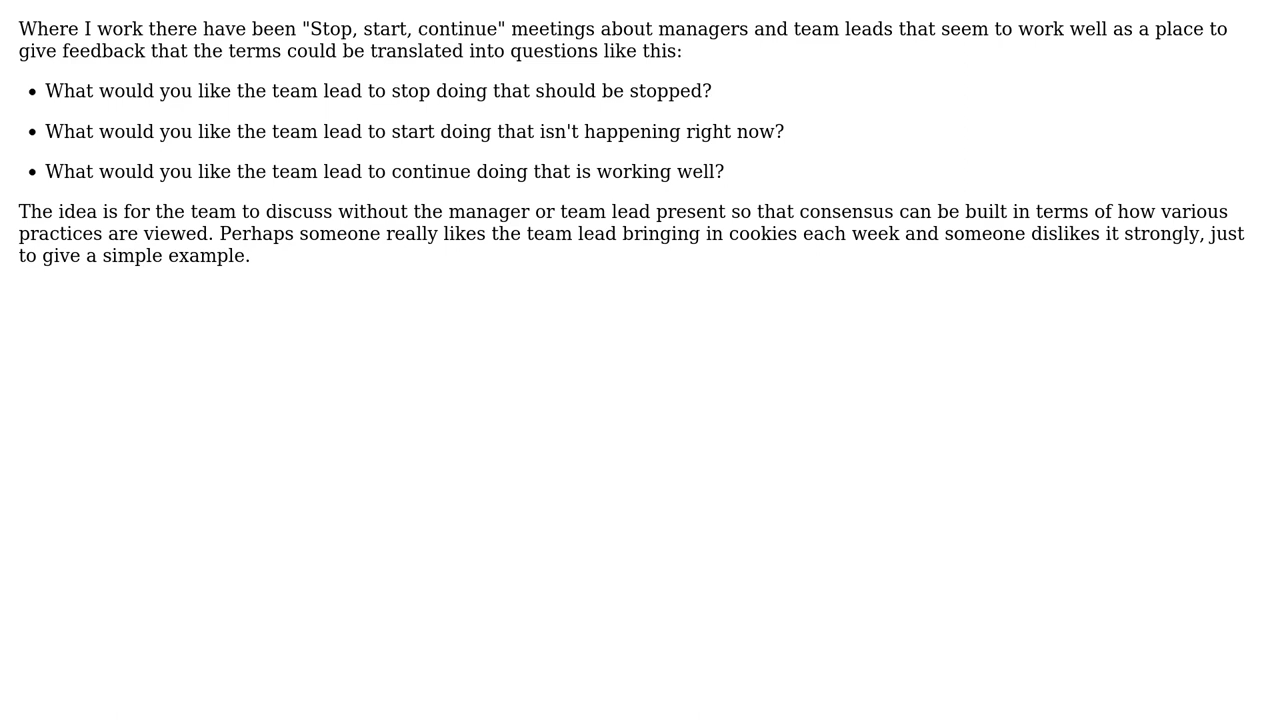 Where I work there have been "Stop, start, continue" meetings about managers and team leads that seem to work well as a place to
give feedback that the terms could be translated into questions like this:
• What would you like the team lead to stop doing that should be stopped?
• What would you like the team lead to start doing that isn't happening right now?
• What would you like the team lead to continue doing that is working well?
The idea is for the team to discuss without the manager or team lead present so that consensus can be built in terms of how various
practices are viewed. Perhaps someone really likes the team lead bringing in cookies each week and someone dislikes it strongly, just
to give a simple example.